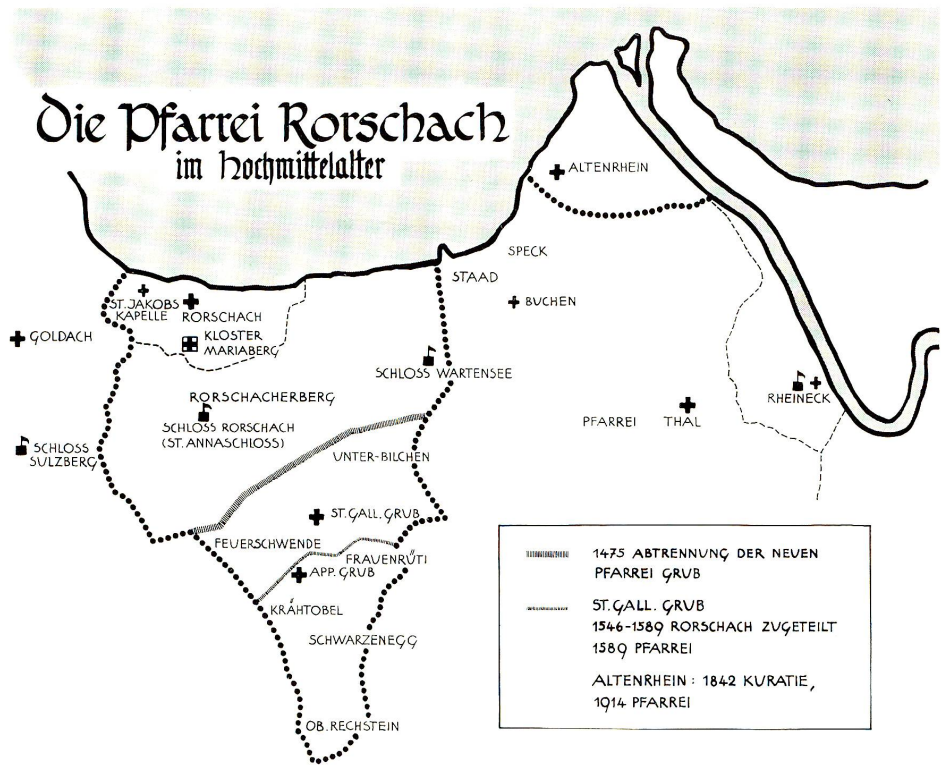 Die Pfarrei Rorschach
im Hochmittelalter
ALTENRHEIN
SPECK
STAAD
BUCHEN
ST. JAKOBS
KAPELLE
RORSCHACH
GOLDACH
KLOSTER
MARIABERG
SCHLOSS WARTENSEE
RHEINECK
RORSCHACHERBERG
SCHLOSS RORSCHACH
(ST. ANNASCHLOSS)
PFARREI THAL
SCHLOSS
SULZBERG
UNTER-BILCHEN
ST. GALL. GRUB
FEUERSCHWENDE
FRAUENRÜTI
APP. GRUB
KRÄHTOBEL
SCHWARZENEGG
OB. RECHSTEIN
1475 ABTRENNUNG DER NEUEN
PFARREI GRUB
ST. GALL. GRUB
1546-1589 RORSCHACH ZUGETEILT
1589 PFARREI
ALTENRHEIN: 1842 KURATIE,
1914 PFARREI